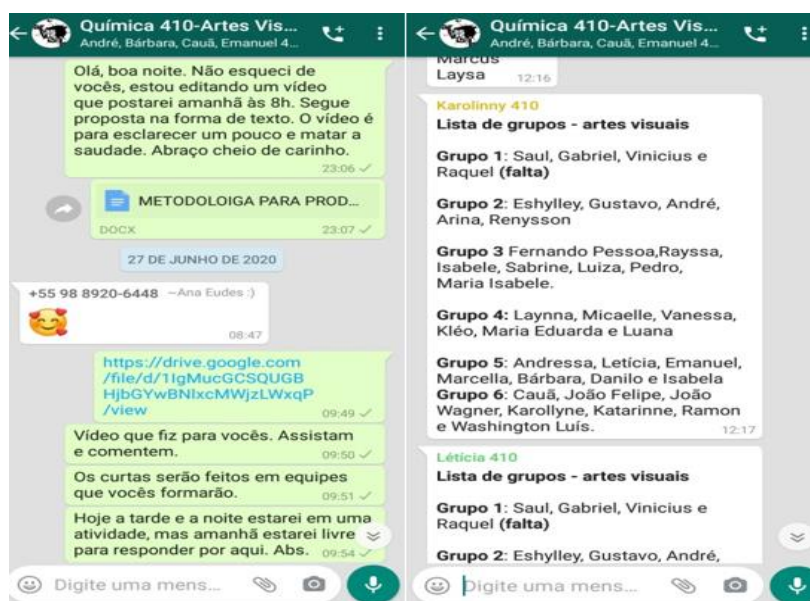 Química 410-Artes Vis...
André, Bárbara, Cauã, Emanuel 4...
Olá, boa noite. Não esqueci de
vocês, estou editando um vídeo
que postarei amanhã às 8h. Segue
proposta na forma de texto. O vídeo é
para esclarecer um pouco e matar a
saudade. Abraço cheio de carinho.
23:06
METODOLOIGA PARA PROD...
DOCX 23:07
27 DE JUNHO DE 2020
+55 98 8920-6448 ~Ana Eudes :)
08:47
https://drive.google.com
/file/d/1IgMucGCSQUGB
HjbGYwBNIxcMWjzLWxqP
/view 09:49
Vídeo que fiz para vocês. Assistam
e comentem. 09:50
Os curtas serão feitos em equipes
que vocês formarão. 09:51
Hoje a tarde e a noite estarei em uma
atividade, mas amanhã estarei livre
para responder por aqui. Abs. 09:54
Digite uma mens...
Química 410-Artes Vis...
André, Bárbara, Cauã, Emanuel 4...
Marcus
Laysa 12:16
Karolinny 410
Lista de grupos - artes visuais
Grupo 1: Saul, Gabriel, Vinicius e
Raquel (falta)
Grupo 2: Eshylley, Gustavo, André,
Arina, Renysson
Grupo 3 Fernando Pessoa,Rayssa,
Isabele, Sabrine, Luiza, Pedro,
Maria Isabele.
Grupo 4: Laynna, Micaelle, Vanessa,
Kléo, Maria Eduarda e Luana
Grupo 5: Andressa, Letícia, Emanuel,
Marcella, Bárbara, Danilo e Isabela
Grupo 6: Cauã, João Felipe, João
Wagner, Karollyne, Katarinne, Ramon
e Washington Luís. 12:17
Létícia 410
Lista de grupos - artes visuais
Grupo 1: Saul, Gabriel, Vinicius e
Raquel (falta)
Grupo 2: Eshylley, Gustavo, André,
Digite uma mens...